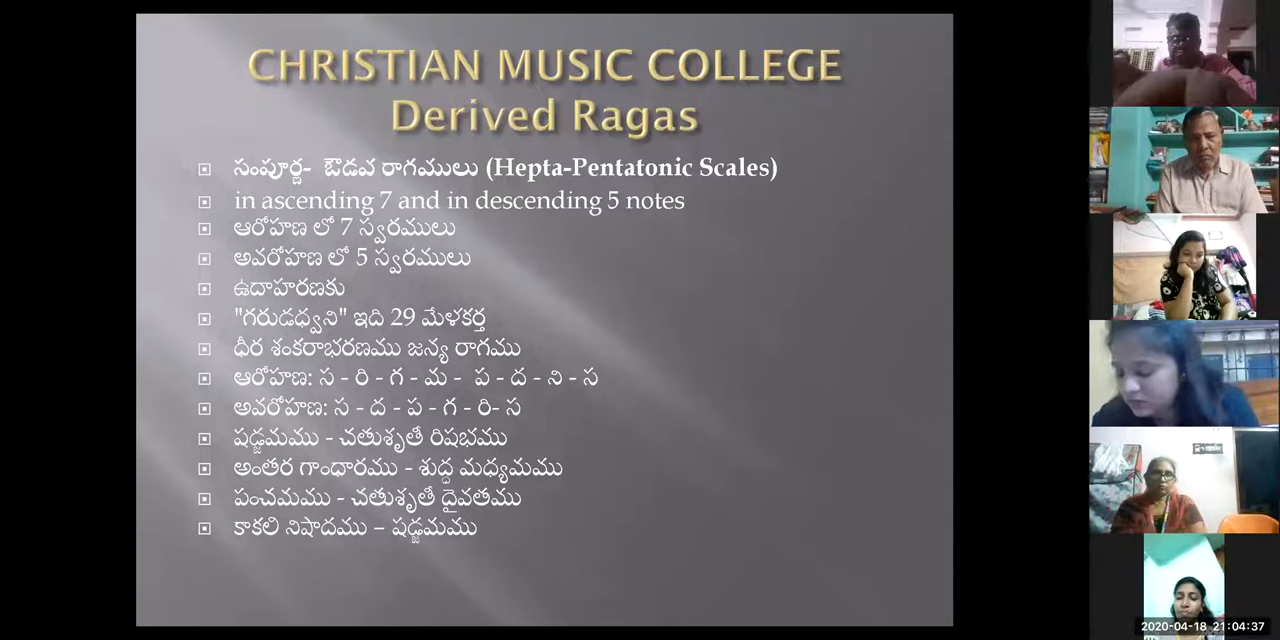 CHRISTIAN MUSIC COLLEGE
Derived Ragas
సంపూర్ణ- ఔడవ రాగములు (Hepta-Pentatonic Scales)
in ascending 7 and in descending 5 notes
ఆరోహణ లో 7 స్వరములు
అవరోహణ లో 5 స్వరములు
ఉదాహరణకు
"గరుడధ్వని" ఇది 29 మేళకర్త
ధీర శంకరాభరణము జన్య రాగము
ఆరోహణ: స - రి - గ - మ - ప - ద - ని - స
అవరోహణ: స - ద - ప - గ - రి- స
షడ్జమము - చతుశృతీ రిషభము
అంతర గాంధారము - శుద్ధ మధ్యమము
పంచమము - చతుశృతీ దైవతము
కాకలి నిషాదము – షడ్జమము
2020-04-18 21:04:37